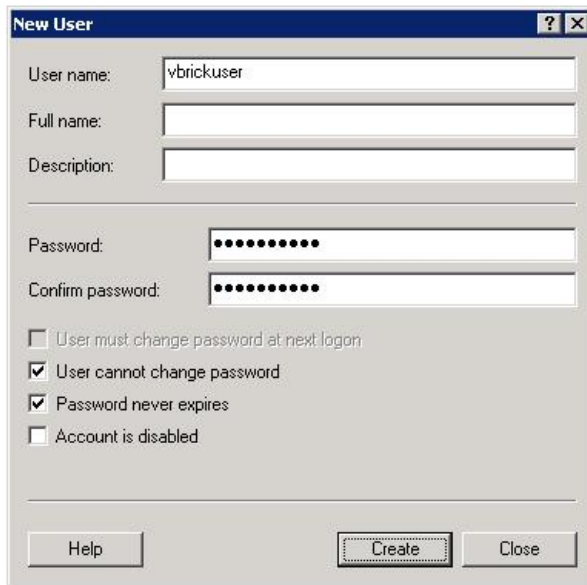 New User
User name: vbrickuser
Full name:
Description:
Password: ●●●●●●●●●●
Confirm password: ●●●●●●●●●●
User must change password at next logon
User cannot change password
Password never expires
Account is disabled
Help Create Close